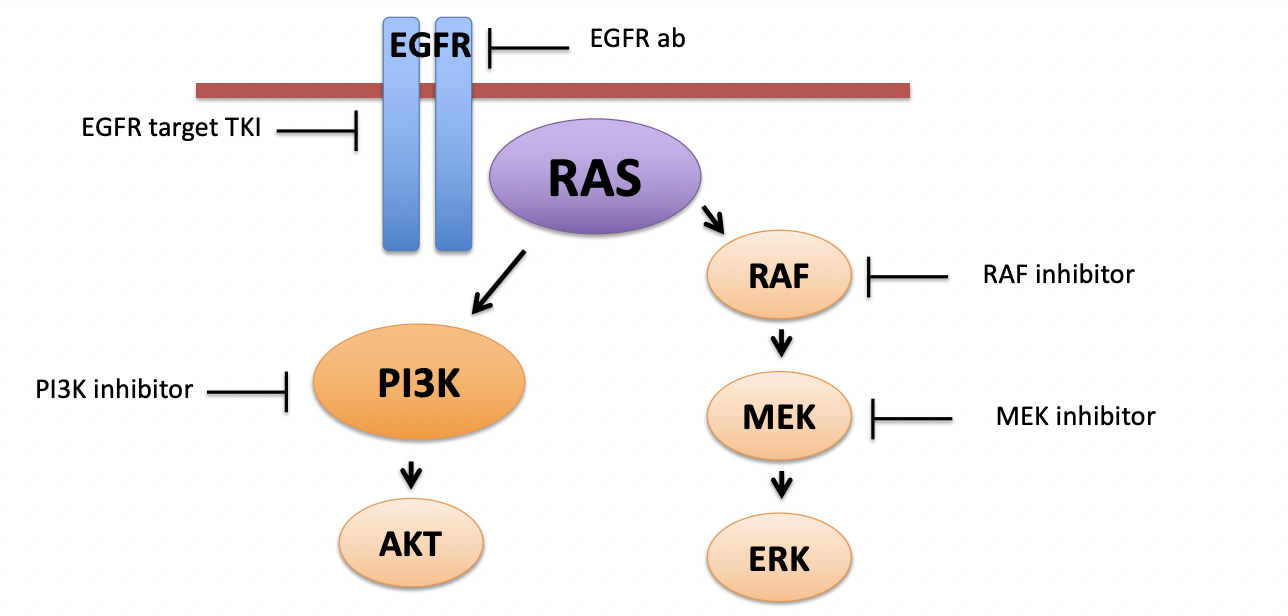 EGFR
EGFR ab
EGFR target TKI
RAS
RAF
RAF inhibitor
PI3K inhibitor
PI3K
MEK
MEK inhibitor
AKT
ERK